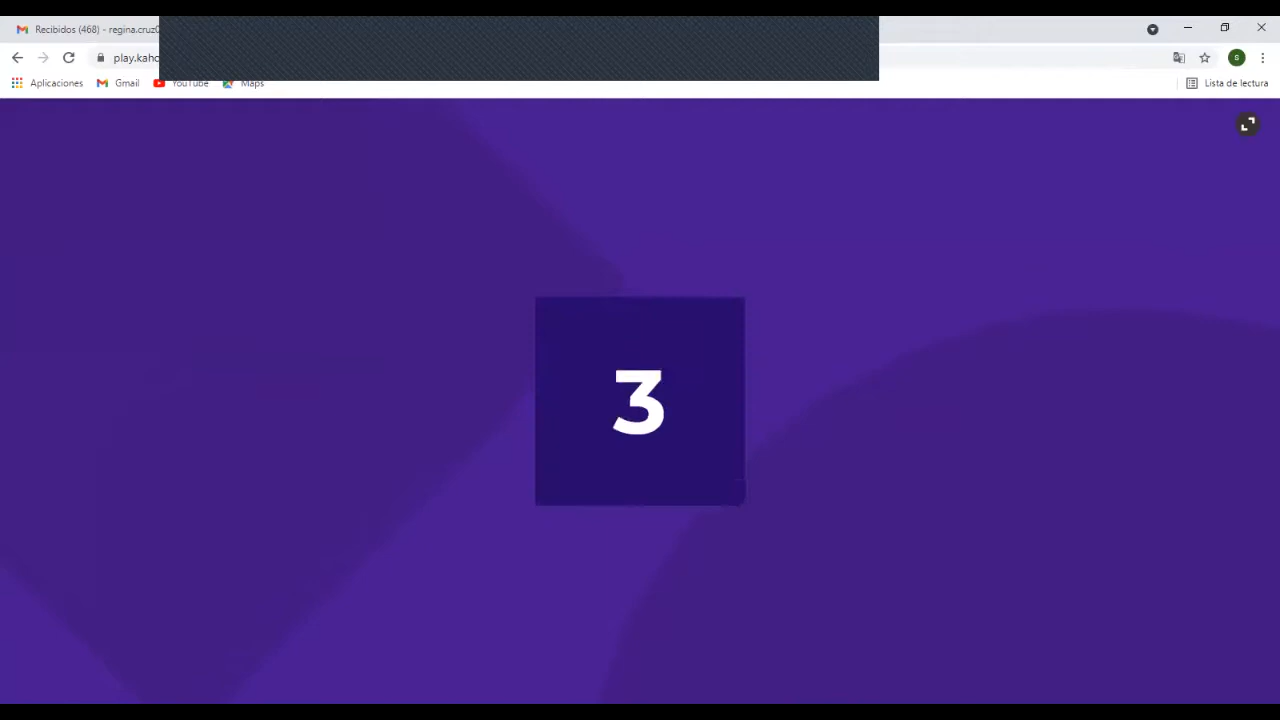 Recibidos (468) - regina.cruz
play.kaho
Aplicaciones Gmail YouTube Maps Lista de lectura
S
3